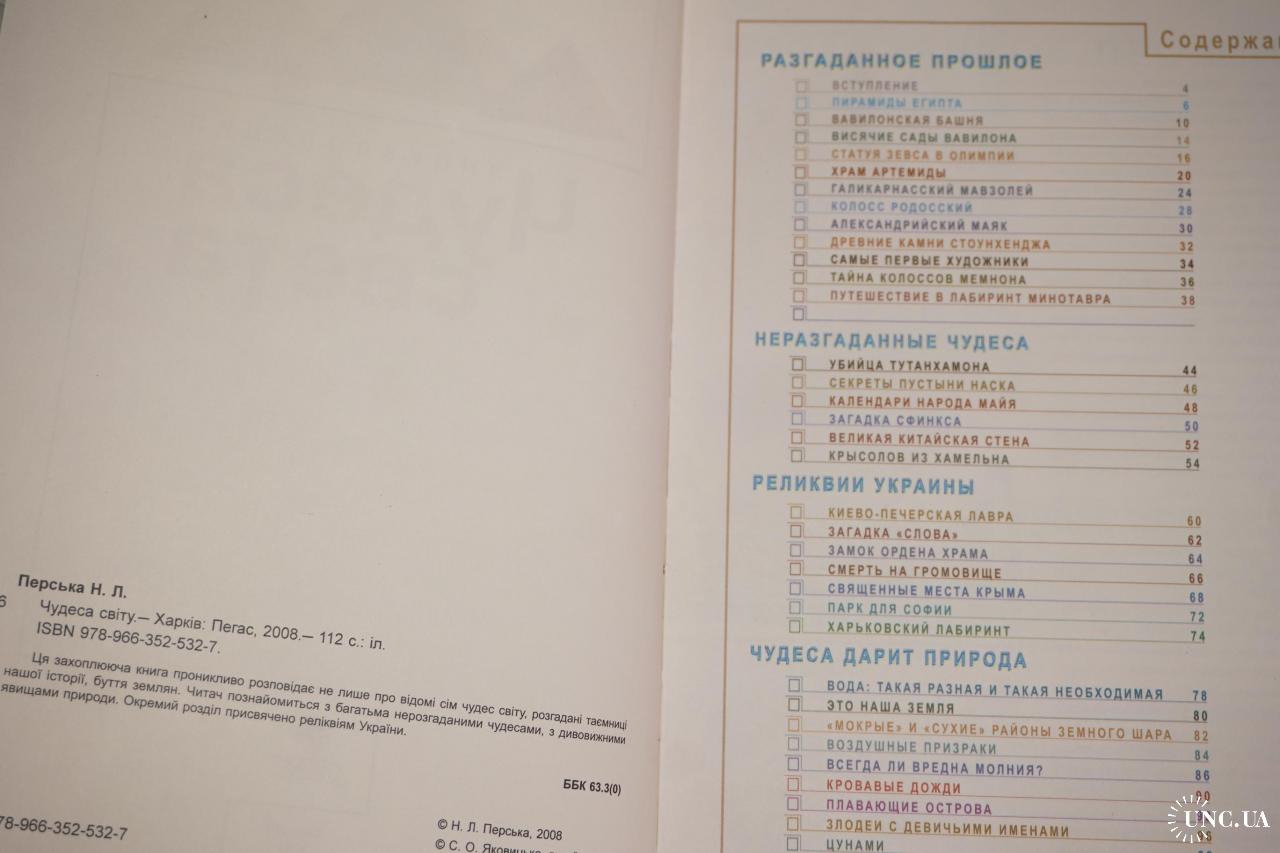 Перська Н. Л.
6
Чудеса світу.— Харків: Пегас, 2008.— 112 с.: іл.
ISBN 978-966-352-532-7.
Ця захоплююча книга проникливо розповідає не лише про відомі сім чудес світу, розгадані таємниці
нашої історії, буття землян. Читач познайомиться з багатьма нерозгаданими чудесами, з дивовижними
явищами природи. Окремий розділ присвячено реліквіям України.
ББК 63.3(0)
78-966-352-532-7
© Н. Л. Перська, 2008
© С. О.
Содержа
РАЗГАДАННОЕ ПРОШЛОЕ
ВСТУПЛЕНИЕ 4
ПИРАМИДЫ ЕГИПТА 6
ВАВИЛОНСКАЯ БАШНЯ 10
ВИСЯЧИЕ САДЫ ВАВИЛОНА 14
СТАТУЯ ЗЕВСА В ОЛИМПИИ 16
ХРАМ АРТЕМИДЫ 20
ГАЛИКАРНАССКИЙ МАВЗОЛЕЙ 24
КОЛОСС РОДОССКИЙ 28
АЛЕКСАНДРИЙСКИЙ МАЯК 30
ДРЕВНИЕ КАМНИ СТОУНХЕНДЖА 32
САМЫЕ ПЕРВЫЕ ХУДОЖНИКИ 34
ТАЙНА КОЛОССОВ МЕМНОНА 36
ПУТЕШЕСТВИЕ В ЛАБИРИНТ МИНОТАВРА 38
НЕРАЗГАДАННЫЕ ЧУДЕСА
УБИЙЦА ТУТАНХАМОНА 44
СЕКРЕТЫ ПУСТЫНИ НАСКА 46
КАЛЕНДАРИ НАРОДА МАЙЯ 48
ЗАГАДКА СФИНКСА 50
ВЕЛИКАЯ КИТАЙСКАЯ СТЕНА 52
КРЫСОЛОВ ИЗ ХАМЕЛЬНА 54
РЕЛИКВИИ УКРАИНЫ
КИЕВО-ПЕЧЕРСКАЯ ЛАВРА 60
ЗАГАДКА «СЛОВА» 62
ЗАМОК ОРДЕНА ХРАМА 64
СМЕРТЬ НА ГРОМОВИЩЕ 66
СВЯЩЕННЫЕ МЕСТА КРЫМА 68
ПАРК ДЛЯ СОФИИ 72
ХАРЬКОВСКИЙ ЛАБИРИНТ 74
ЧУДЕСА ДАРИТ ПРИРОДА
ВОДА: ТАКАЯ РАЗНАЯ И ТАКАЯ НЕОБХОДИМАЯ 78
ЭТО НАША ЗЕМЛЯ 80
«МОКРЫЕ» И «СУХИЕ» РАЙОНЫ ЗЕМНОГО ШАРА 82
ВОЗДУШНЫЕ ПРИЗРАКИ 84
ВСЕГДА ЛИ ВРЕДНА МОЛНИЯ? 86
КРОВАВЫЕ ДОЖДИ 90
ПЛАВАЮЩИЕ ОСТРОВА
ЗЛОДЕИ С ДЕВИЧЬИМИ ИМЕНАМИ
ЦУНАМИ
UNC.UA